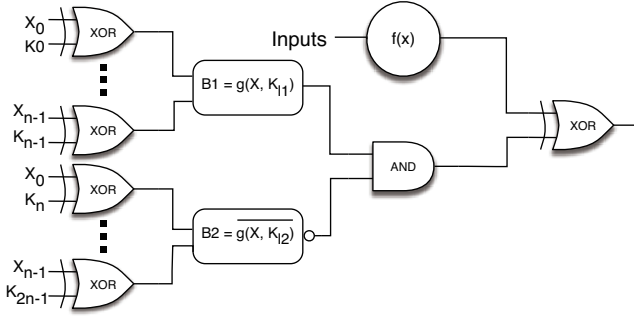 X0
K0
XOR
Xn-1
Kn-1
XOR
X0
Kn
XOR
Xn-1
K2n-1
XOR
B1 = g(X, Kl1)
B2 = g(X, Kl2)
Inputs
f(x)
AND
XOR